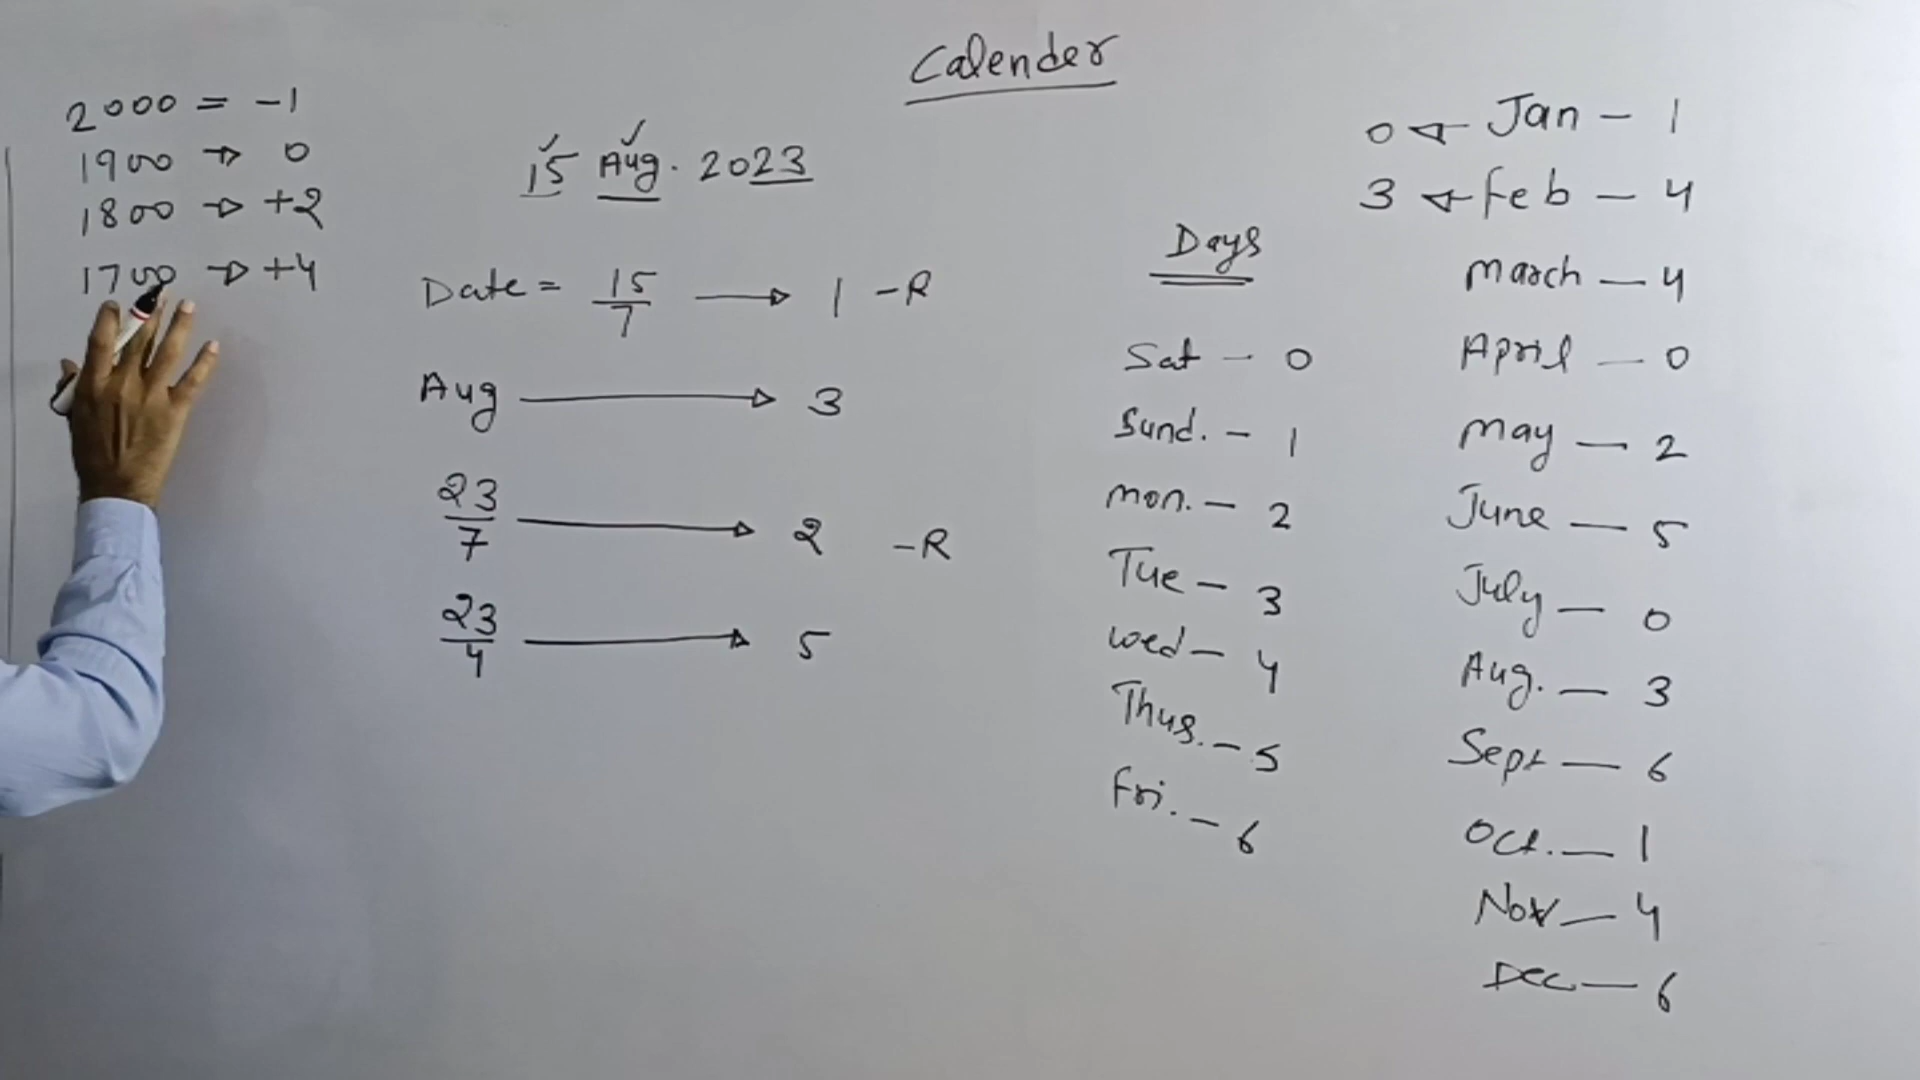 Calender
2000 = -1
1900 → 0
1800 → +2
1700 → +4
15 Aug. 2023
Date = 15/7 → 1 - R
Aug → 3
23/7 → 2 - R
23/4 → 5
Days
Sat - 0
Sund. - 1
mon. - 2
Tue - 3
wed - 4
Thus. - 5
Fri. - 6
0 ← Jan - 1
3 ← Feb - 4
March - 4
April - 0
May - 2
June - 5
July - 0
Aug. - 3
Sept - 6
Oct. - 1
Nov - 4
Dec - 6